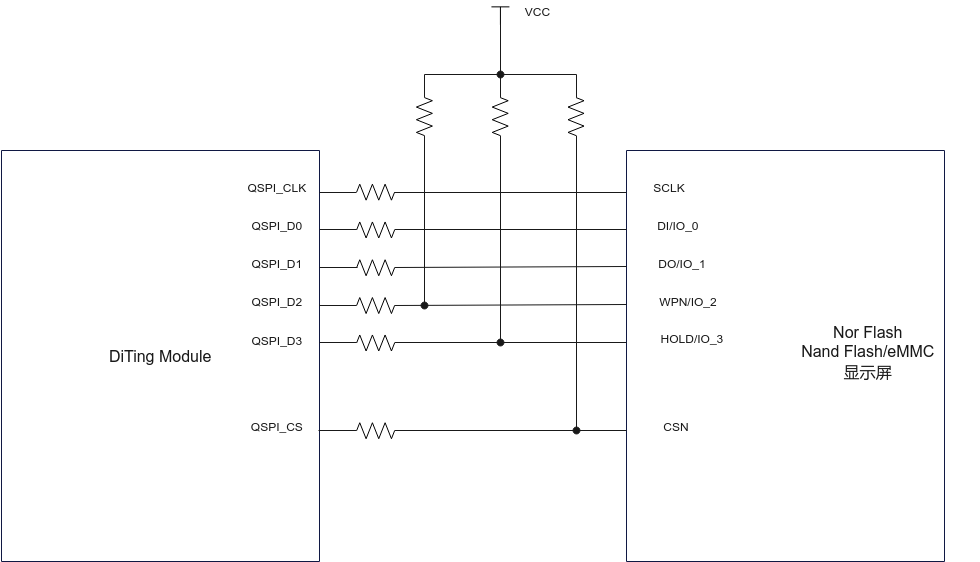 VCC
QSPI_CLK
SCLK
QSPI_D0
DI/IO_0
QSPI_D1
DO/IO_1
QSPI_D2
WPN/IO_2
QSPI_D3
HOLD/IO_3
DiTing Module
Nor Flash
Nand Flash/eMMC
显示屏
QSPI_CS
CSN